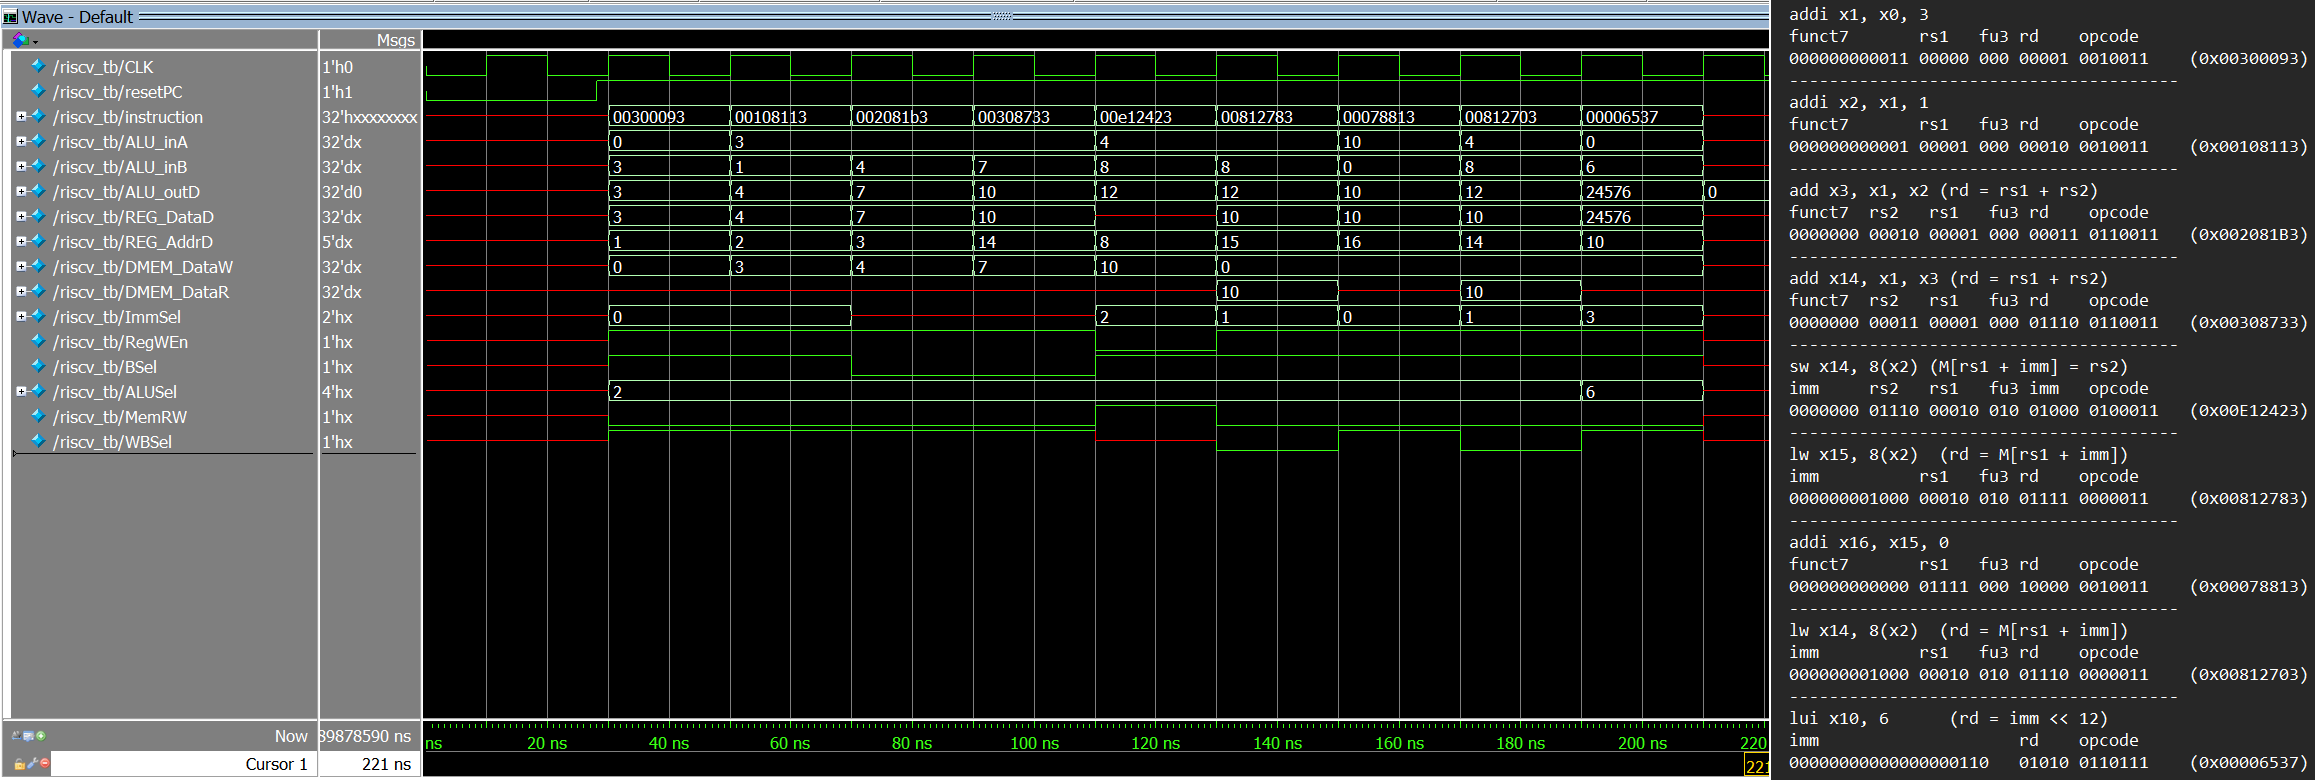 Wave - Default
Msgs
/riscv_tb/CLK 1'h0
/riscv_tb/resetPC 1'h1
/riscv_tb/instruction 32'hxxxxxxxx 00300093 00108113 002081b3 00308733 00e12423 00812783 00078813 00812703 00006537
/riscv_tb/ALU_inA 32'dx 0 3 4 10 4 0
/riscv_tb/ALU_inB 32'dx 3 1 4 7 8 8 0 8 6
/riscv_tb/ALU_outD 32'd0 3 4 7 10 12 12 10 12 24576 0
/riscv_tb/REG_DataD 32'dx 3 4 7 10 10 10 10 24576
/riscv_tb/REG_AddrD 5'dx 1 2 3 14 8 15 16 14 10
/riscv_tb/DMEM_DataW 32'dx 0 3 4 7 10 0
/riscv_tb/DMEM_DataR 32'dx 10 10
/riscv_tb/ImmSel 2'hx 0 2 1 0 1 3
/riscv_tb/RegWEn 1'hx
/riscv_tb/BSel 1'hx
/riscv_tb/ALUSel 4'hx 2 6
/riscv_tb/MemRW 1'hx
/riscv_tb/WBSel 1'hx
Now 39878590 ns ns 20 ns 40 ns 60 ns 80 ns 100 ns 120 ns 140 ns 160 ns 180 ns 200 ns 220
Cursor 1 221 ns 221
addi x1, x0, 3
funct7 rs1 fu3 rd opcode
000000000011 00000 000 00001 0010011 (0x00300093)
---------------------------------------
addi x2, x1, 1
funct7 rs1 fu3 rd opcode
000000000001 00001 000 00010 0010011 (0x00108113)
---------------------------------------
add x3, x1, x2 (rd = rs1 + rs2)
funct7 rs2 rs1 fu3 rd opcode
0000000 00010 00001 000 00011 0110011 (0x002081B3)
---------------------------------------
add x14, x1, x3 (rd = rs1 + rs2)
funct7 rs2 rs1 fu3 rd opcode
0000000 00011 00001 000 01110 0110011 (0x00308733)
---------------------------------------
sw x14, 8(x2) (M[rs1 + imm] = rs2)
imm rs2 rs1 fu3 imm opcode
0000000 01110 00010 010 01000 0100011 (0x00E12423)
---------------------------------------
lw x15, 8(x2) (rd = M[rs1 + imm])
imm rs1 fu3 rd opcode
000000001000 00010 010 01111 0000011 (0x00812783)
---------------------------------------
addi x16, x15, 0
funct7 rs1 fu3 rd opcode
000000000000 01111 000 10000 0010011 (0x00078813)
---------------------------------------
lw x14, 8(x2) (rd = M[rs1 + imm])
imm rs1 fu3 rd opcode
000000001000 00010 010 01110 0000011 (0x00812703)
---------------------------------------
lui x10, 6 (rd = imm << 12)
imm rd opcode
00000000000000000110 01010 0110111 (0x00006537)